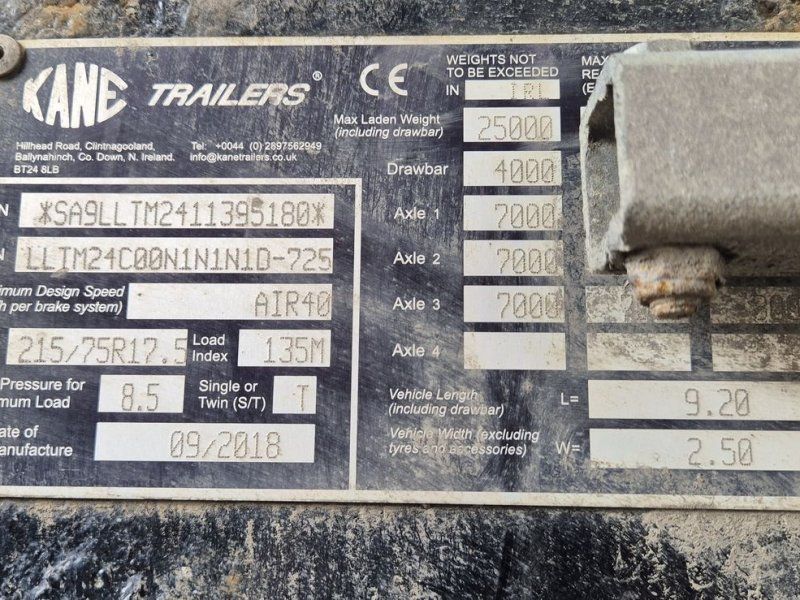 KANE TRAILERS®
Hillhead Road, Clintnagooland,
Ballynahinch, Co. Down, N. Ireland.
BT24 8LB
Tel: +0044 (0) 2897562949
info@kanetrailers.co.uk
CE
WEIGHTS NOT
TO BE EXCEEDED
IN IRL
Max Laden Weight
(including drawbar) 25000
Drawbar 4000
Axle 1 7000
Axle 2 7000
Axle 3 7000
Axle 4
*SA9LLTM2411395180*
LLTM24C00N1N1N1D-725
AIR40
215/75R17.5 Load
Index 135M
Pressure for
8.5 Single or
Twin (S/T) T
09/2018
Vehicle Length
(including drawbar) L= 9.20
Vehicle Width (excluding
tyres and accessories) W= 2.50